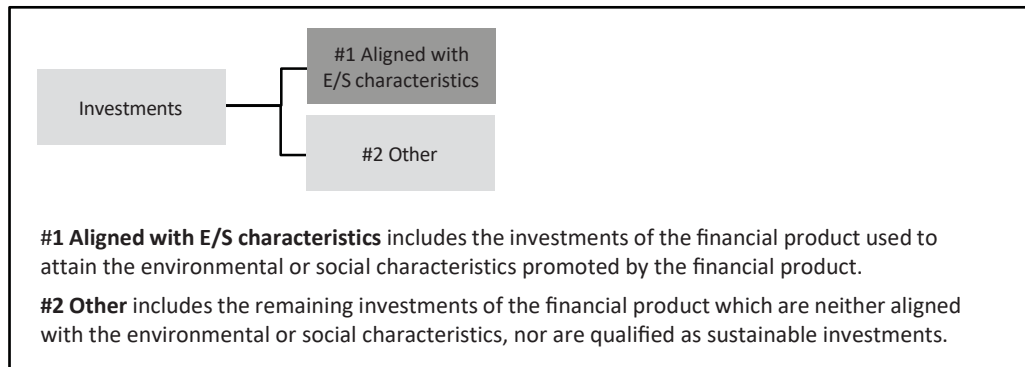 #1 Aligned with
E/S characteristics
Investments
#2 Other
#1 Aligned with E/S characteristics includes the investments of the financial product used to
attain the environmental or social characteristics promoted by the financial product.
#2 Other includes the remaining investments of the financial product which are neither aligned
with the environmental or social characteristics, nor are qualified as sustainable investments.